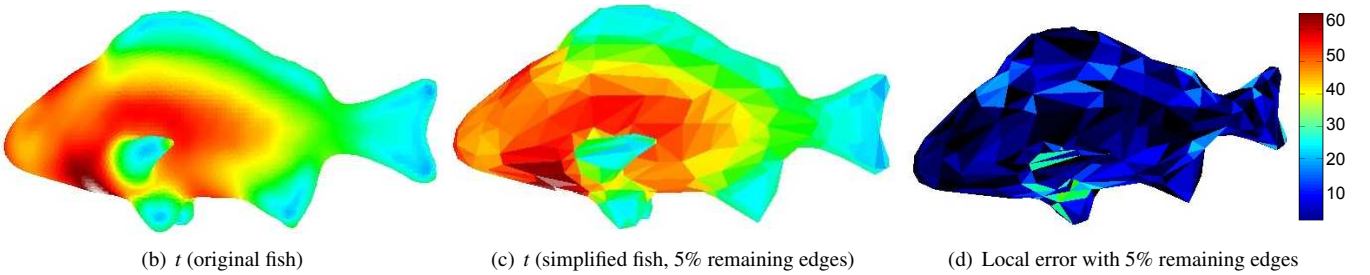 60
50
40
30
20
10
(b) t (original fish)
(c) t (simplified fish, 5% remaining edges)
(d) Local error with 5% remaining edges